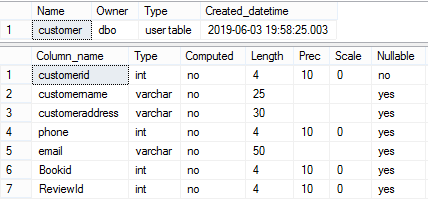 Name Owner Type Created_datetime
1 customer dbo user table 2019-06-03 19:58:25.003
Column_name Type Computed Length Prec Scale Nullable
1 customerid int no 4 10 0 no
2 customername varchar no 25 yes
3 customeraddress varchar no 30 yes
4 phone int no 4 10 0 yes
5 email varchar no 50 yes
6 Bookid int no 4 10 0 yes
7 ReviewId int no 4 10 0 yes